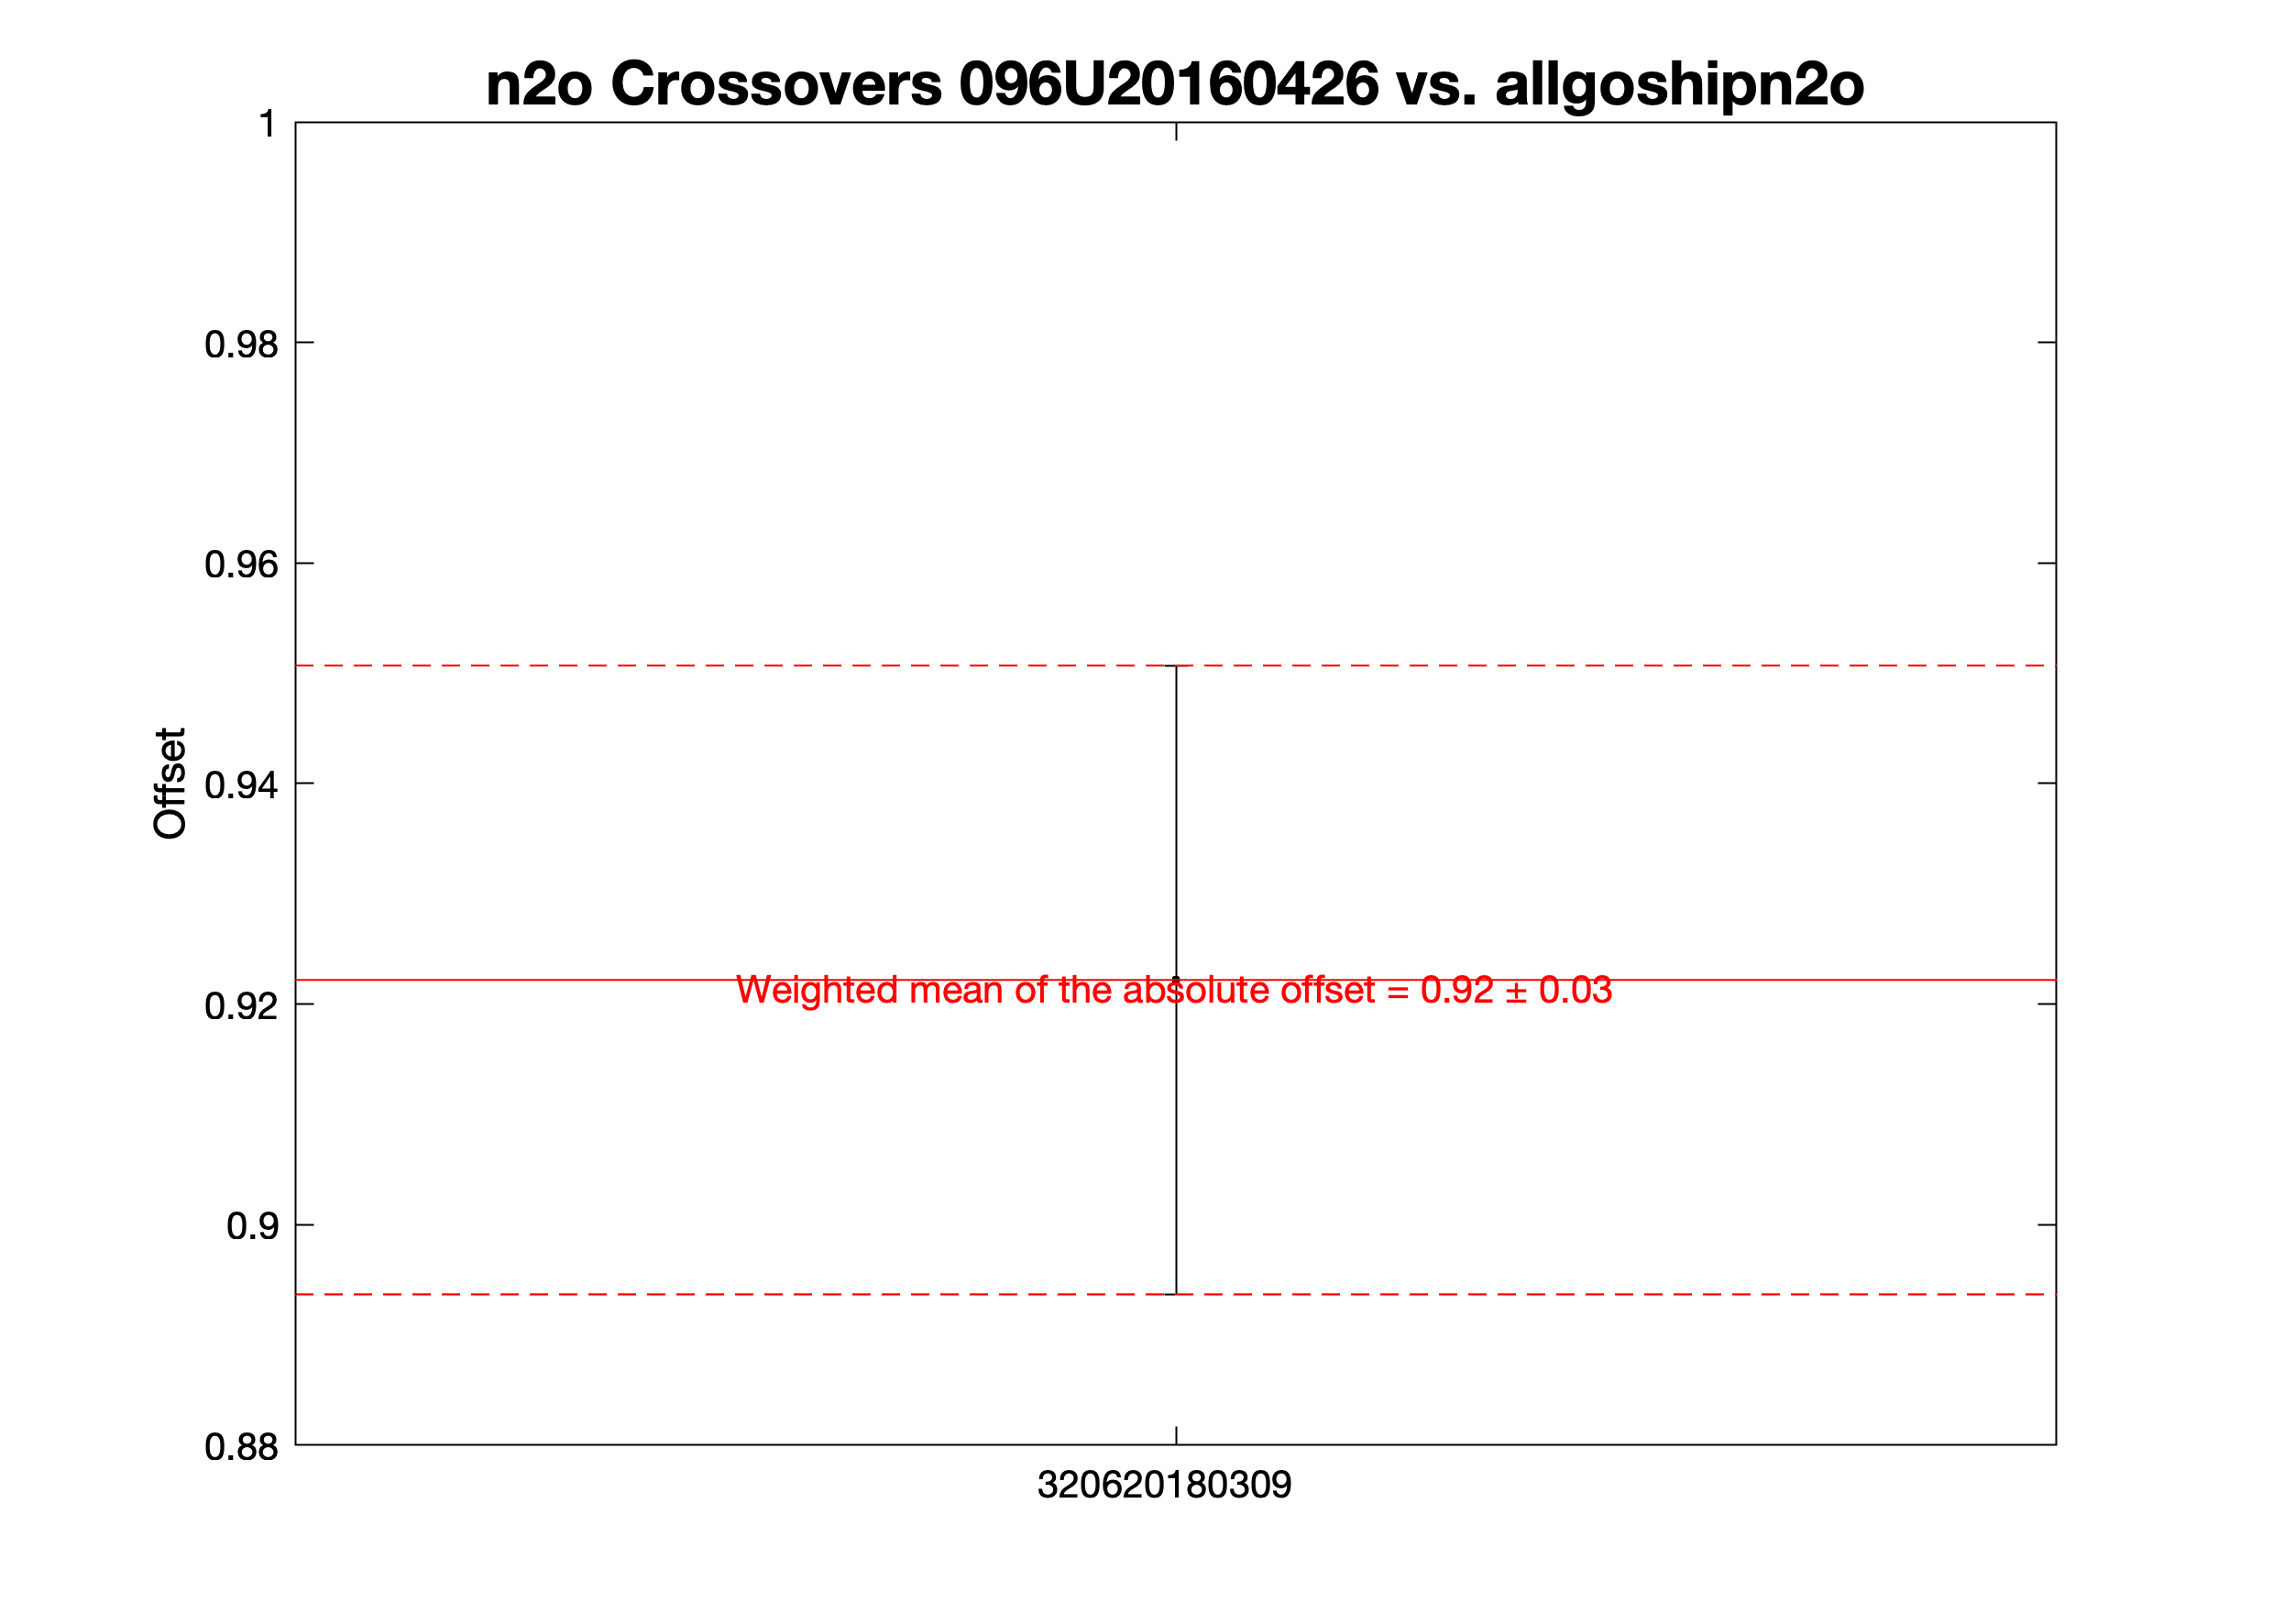 n2o Crossovers 096U20160426 vs. allgoshipn2o
1
0.98
0.96
0.94
0.92
0.9
0.88
Offset
Weighted mean of the absolute offset = 0.92 ± 0.03
320620180309